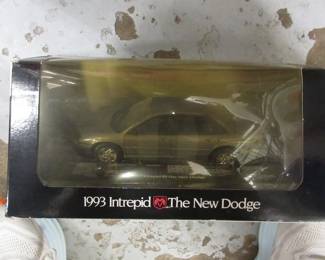 1993 Intrepid The New Dodge